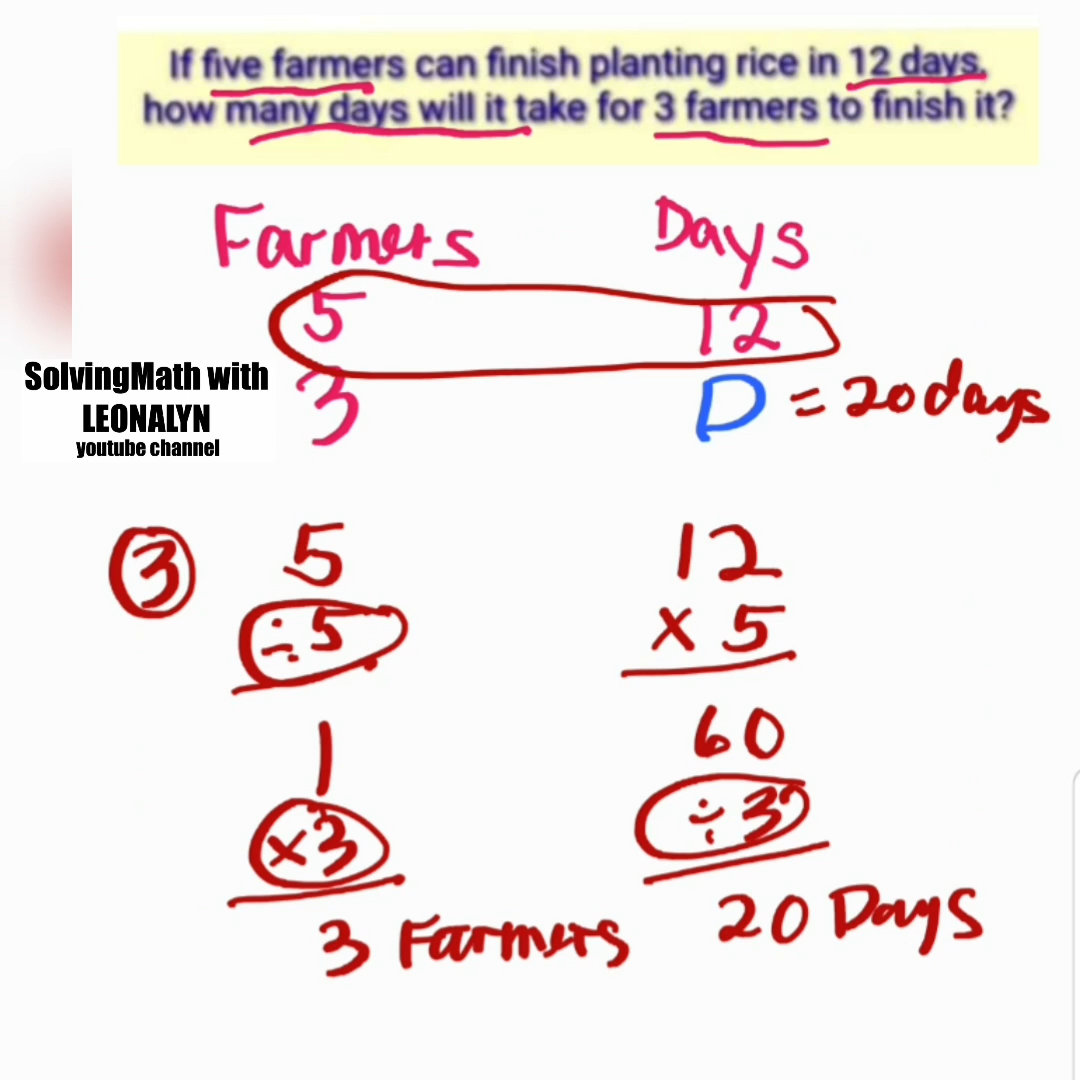 If five farmers can finish planting rice in 12 days,
how many days will it take for 3 farmers to finish it?
Farmers Days
5 12
3 D = 20 days
SolvingMath with
LEONALYN
youtube channel
3 5 12
÷5 x 5
1 60
x3 ÷3
3 Farmers 20 Days